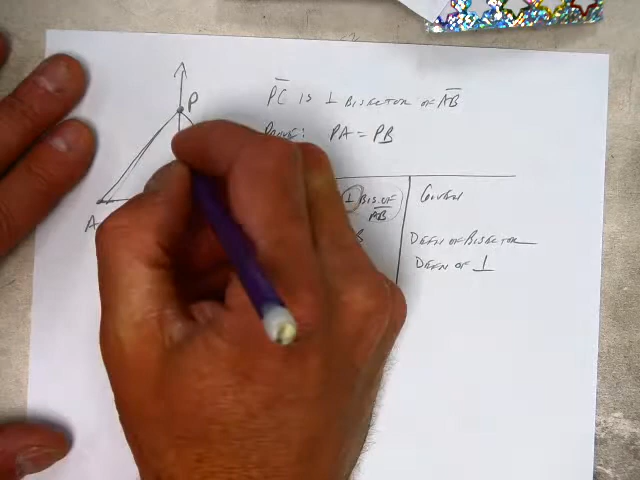 P
PC IS ⊥ BISECTOR OF AB
PROVE: PA = PB
A
⊥ BIS. OF AB
GIVEN
B
DEFN OF BISECTOR
DEFN OF ⊥